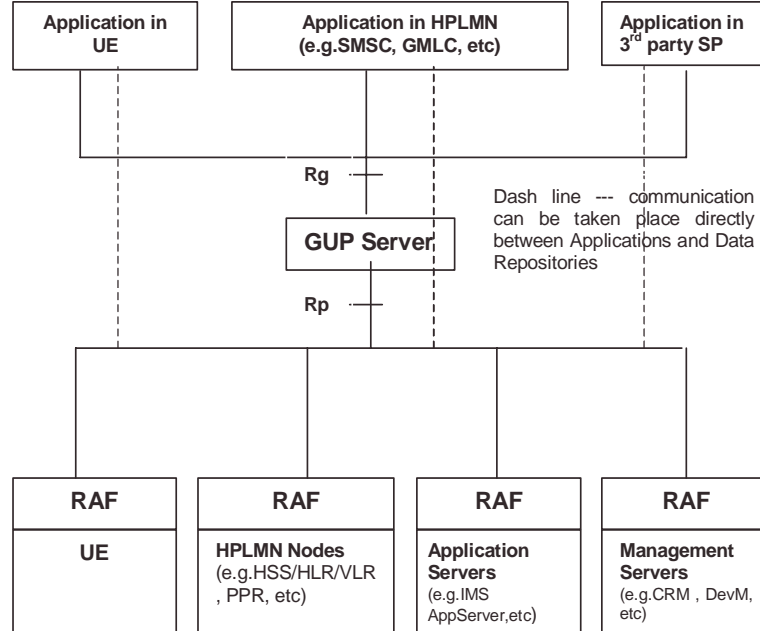 Application in
UE
Application in HPLMN
(e.g.SMSC, GMLC, etc)
Application in
3rd party SP
Rg
Dash line --- communication
can be taken place directly
between Applications and Data
Repositories
GUP Server
Rp
RAF
UE
RAF
HPLMN Nodes
(e.g.HSS/HLR/VLR
, PPR, etc)
RAF
Application
Servers
(e.g.IMS
AppServer,etc)
RAF
Management
Servers
(e.g.CRM , DevM,
etc)